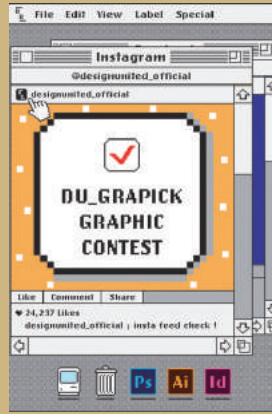 File Edit View Label Special
Instagram
@designunited_official
designunited_official
DU_GRAPICK
GRAPHIC
CONTEST
Like Comment Share
♥ 24,237 Likes
designunited_official ; insta feed check !
Ps Ai Id